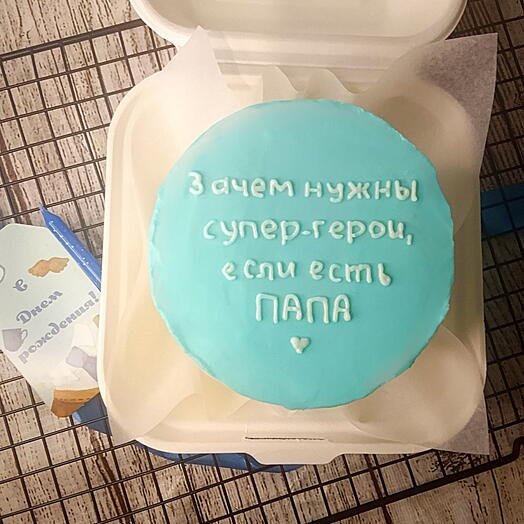 Зачем нужны
супер-герои,
если есть
ПАПА
С
Днем
рождения!